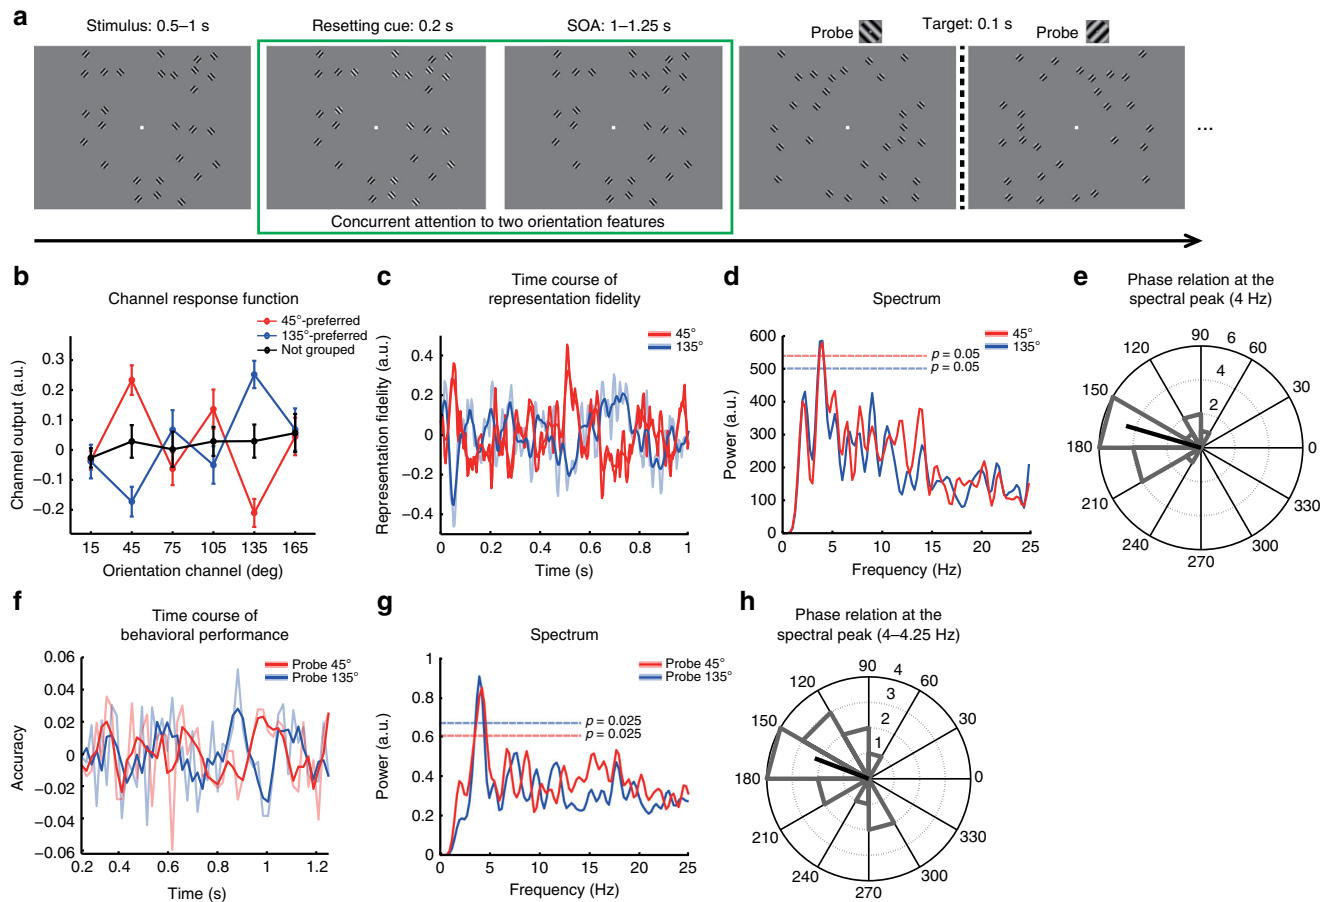 a
Stimulus: 0.5–1 s
Resetting cue: 0.2 s
SOA: 1–1.25 s
Probe
Target: 0.1 s
Probe
...
Concurrent attention to two orientation features
b
Channel response function
45°-preferred
135°-preferred
Not grouped
Channel output (a.u.)
0.3
0.2
0.1
0
−0.1
−0.2
15 45 75 105 135 165
Orientation channel (deg)
c
Time course of
representation fidelity
45°
135°
Representation fidelity (a.u.)
0.4
0.2
0
−0.2
−0.4
0 0.2 0.4 0.6 0.8 1
Time (s)
d
Spectrum
45°
135°
p = 0.05
p = 0.05
Power (a.u.)
600
500
400
300
200
100
0
0 5 10 15 20 25
Frequency (Hz)
e
Phase relation at the
spectral peak (4 Hz)
90
6
60
120
4
30
150
2
180
0
210
330
240
300
270
f
Time course of
behavioral performance
Probe 45°
Probe 135°
Accuracy
0.06
0.04
0.02
0
−0.02
−0.04
−0.06
0.2 0.4 0.6 0.8 1 1.2
Time (s)
g
Spectrum
Probe 45°
Probe 135°
p = 0.025
p = 0.025
Power (a.u.)
1
0.8
0.6
0.4
0.2
0
0 5 10 15 20 25
Frequency (Hz)
h
Phase relation at the
spectral peak (4–4.25 Hz)
90
4
60
120
3
2
30
150
1
180
0
210
330
240
300
270